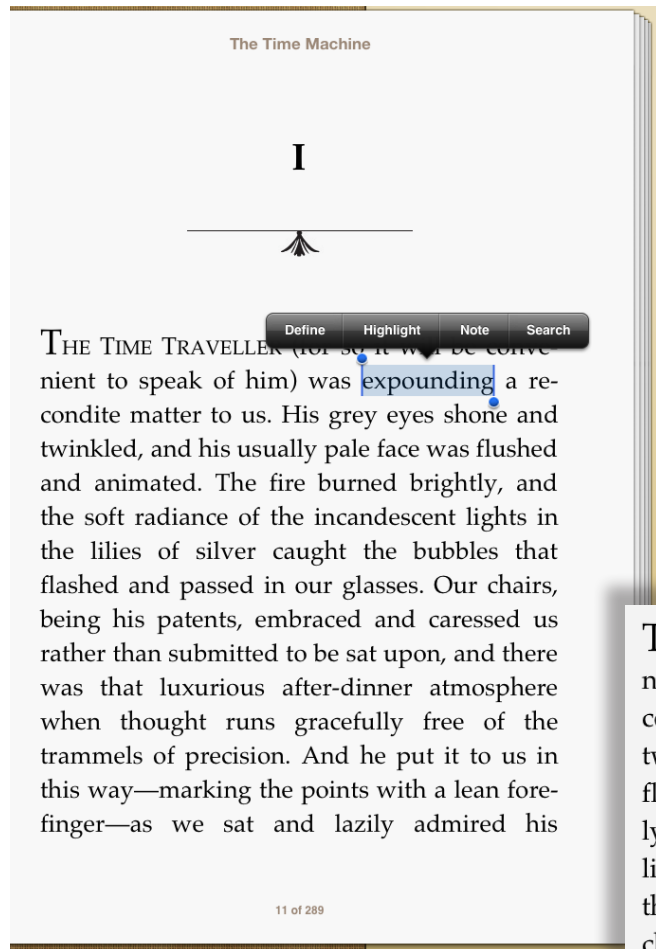 The Time Machine
I
Define Highlight Note Search
THE TIME TRAVELLER (for so it will be conve-
nient to speak of him) was expounding a re-
condite matter to us. His grey eyes shone and
twinkled, and his usually pale face was flushed
and animated. The fire burned brightly, and
the soft radiance of the incandescent lights in
the lilies of silver caught the bubbles that
flashed and passed in our glasses. Our chairs,
being his patents, embraced and caressed us
rather than submitted to be sat upon, and there
was that luxurious after-dinner atmosphere
when thought runs gracefully free of the
trammels of precision. And he put it to us in
this way—marking the points with a lean fore-
finger—as we sat and lazily admired his
11 of 289